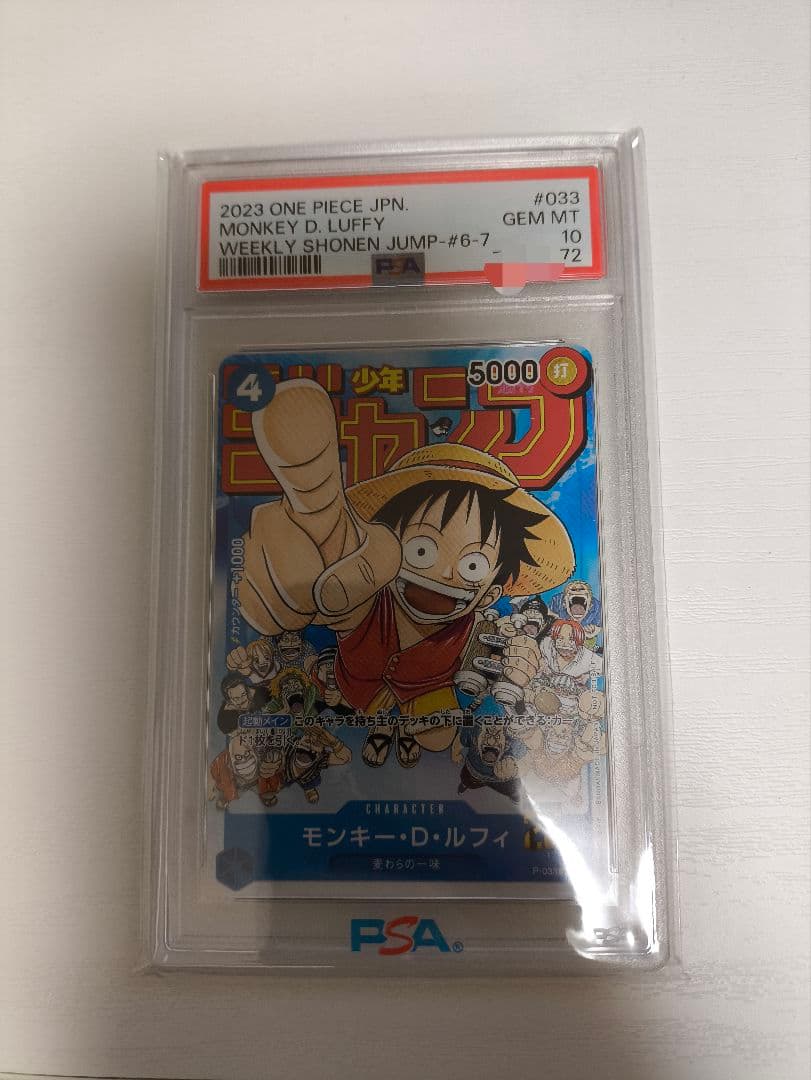 2023 ONE PIECE JPN.
#033
MONKEY D. LUFFY
GEM MT
WEEKLY SHONEN JUMP-#6-7
10
72
PSA
4
少年
5000
打
ジャンプ
カウンター+1000
起動メイン このキャラを持ち主のデッキの下に置くことができる:カー
ド1枚を引く。
CHARACTER
モンキー・D・ルフィ
麦わらの一味
PSA®